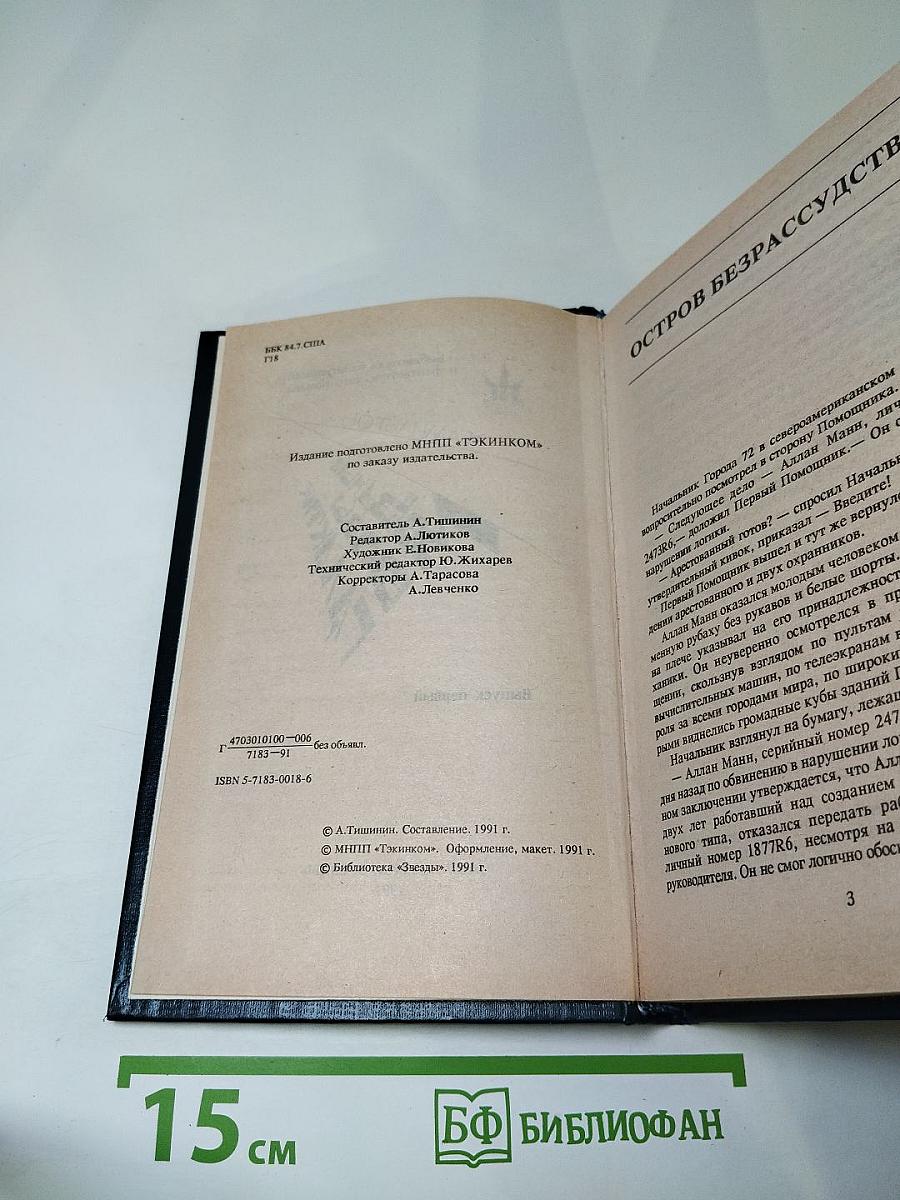 ББК 84.7.США
Г18
Издание подготовлено МНПП «ТЭКИНКОМ»
по заказу издательства.
Составитель А.Тишинин
Редактор А.Лютиков
Художник Е.Новикова
Технический редактор Ю.Жихарев
Корректоры А.Тарасова
А.Левченко
Выпуск первый
Г 4703010100—006
7183—91
без объявл.
ISBN 5-7183-0018-6
© А.Тишинин. Составление. 1991 г.
© МНПП «Тэкинком». Оформление, макет. 1991 г.
© Библиотека «Звезды». 1991 г.
ОСТРОВ БЕЗРАССУДСТВ
Начальник Города 72 в североамериканском
вопросительно посмотрел в сторону Помощника.
— Следующее дело — Аллан Манн, лич
2473R6,— доложил Первый Помощник.— Он с
нарушении логики.
— Арестованный готов? — спросил Началь
утвердительный кивок, приказал — Введите!
Первый Помощник вышел и тут же вернул
дении арестованного и двух охранников.
Аллан Манн оказался молодым человеком
менную рубаху без рукавов и белые шорты.
на плече указывал на его принадлежност
ханики. Он неуверенно осмотрелся в пр
щении, скользнув взглядом по пультам
вычислительных машин, по телеэкранам в
роля за всеми городами мира, по широки
рыми виднелись громадные кубы зданий Г
Начальник взглянул на бумагу, лежащ
— Аллан Манн, серийный номер 247
дня назад по обвинению в нарушении ло
ном заключении утверждается, что Алл
двух лет работавший над созданием
нового типа, отказался передать раб
личный номер 1877R6, несмотря на
руководителя. Он не смог логично обосн
3
15 см
БФ БИБЛИОФАН